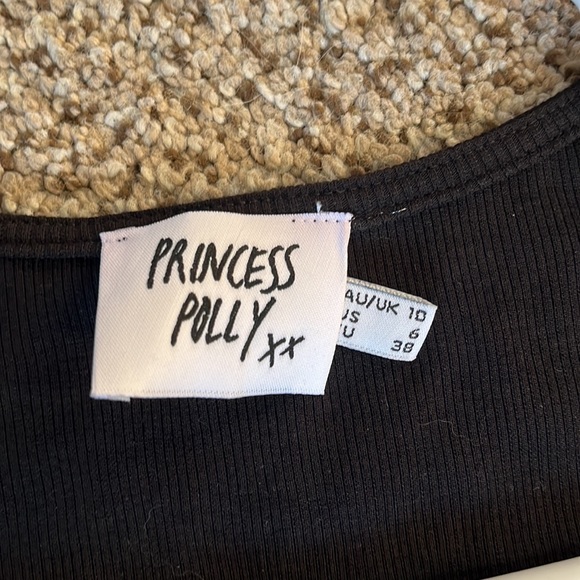 PRINCESS
POLLY xx
AU/UK 10
US 6
U 38